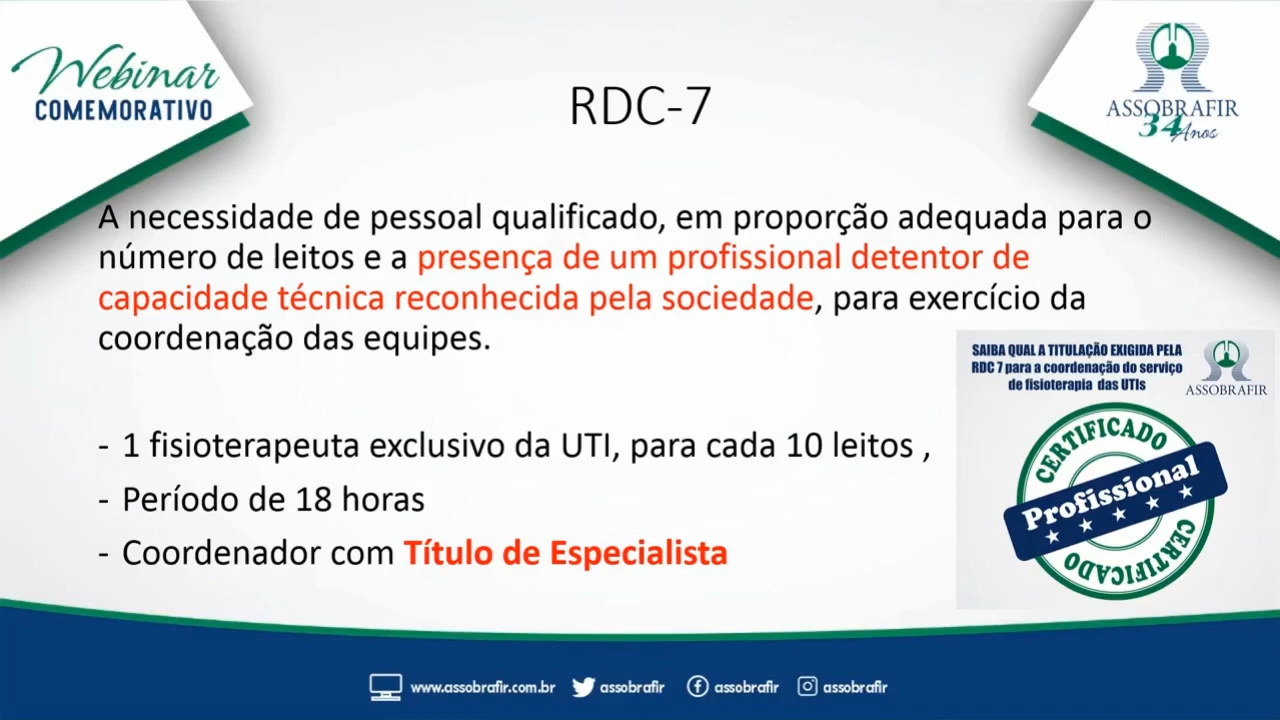 Webinar
COMEMORATIVO
ASSOBRAFIR
34 Anos
RDC-7
A necessidade de pessoal qualificado, em proporção adequada para o
número de leitos e a presença de um profissional detentor de
capacidade técnica reconhecida pela sociedade, para exercício da
coordenação das equipes.
- 1 fisioterapeuta exclusivo da UTI, para cada 10 leitos ,
- Período de 18 horas
- Coordenador com Título de Especialista
SAIBA QUAL A TITULAÇÃO EXIGIDA PELA
RDC 7 para a coordenação do serviço
de fisioterapia das UTIs
ASSOBRAFIR
CERTIFICADO
Profissional
CERTIFICADO
www.assobrafir.com.br assobrafir assobrafir assobrafir